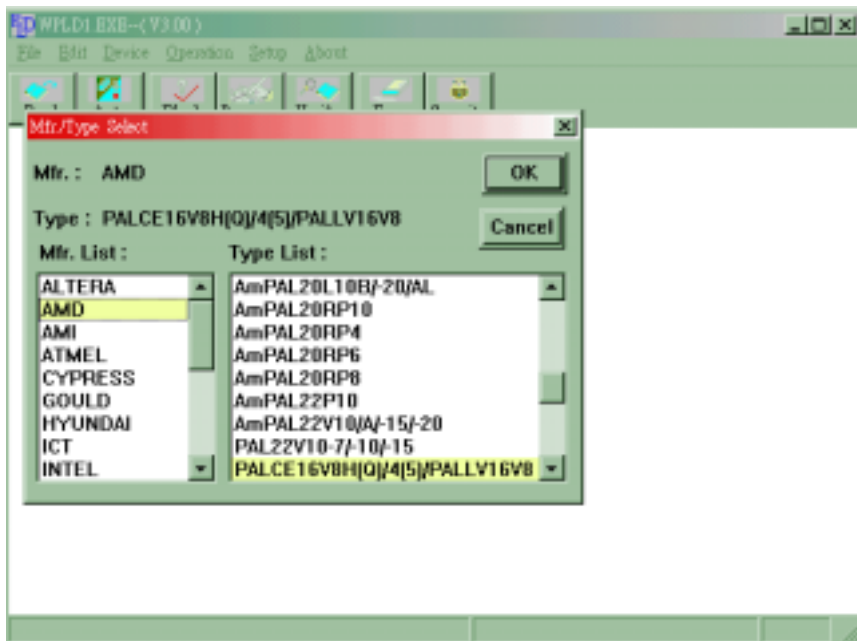 WPLD1.EXE--( V3.00 )
File Edit Device Operation Setup About
Mfr./Type Select
Mfr. : AMD
OK
Type : PALCE16V8H(Q)/4(5)/PALLV16V8
Cancel
Mfr. List :
Type List :
ALTERA
AMD
AMI
ATMEL
CYPRESS
GOULD
HYUNDAI
ICT
INTEL
AmPAL20L10B/-20/AL
AmPAL20RP10
AmPAL20RP4
AmPAL20RP6
AmPAL20RP8
AmPAL22P10
AmPAL22V10/A/-15/-20
PAL22V10-7/-10/-15
PALCE16V8H(Q)/4(5)/PALLV16V8